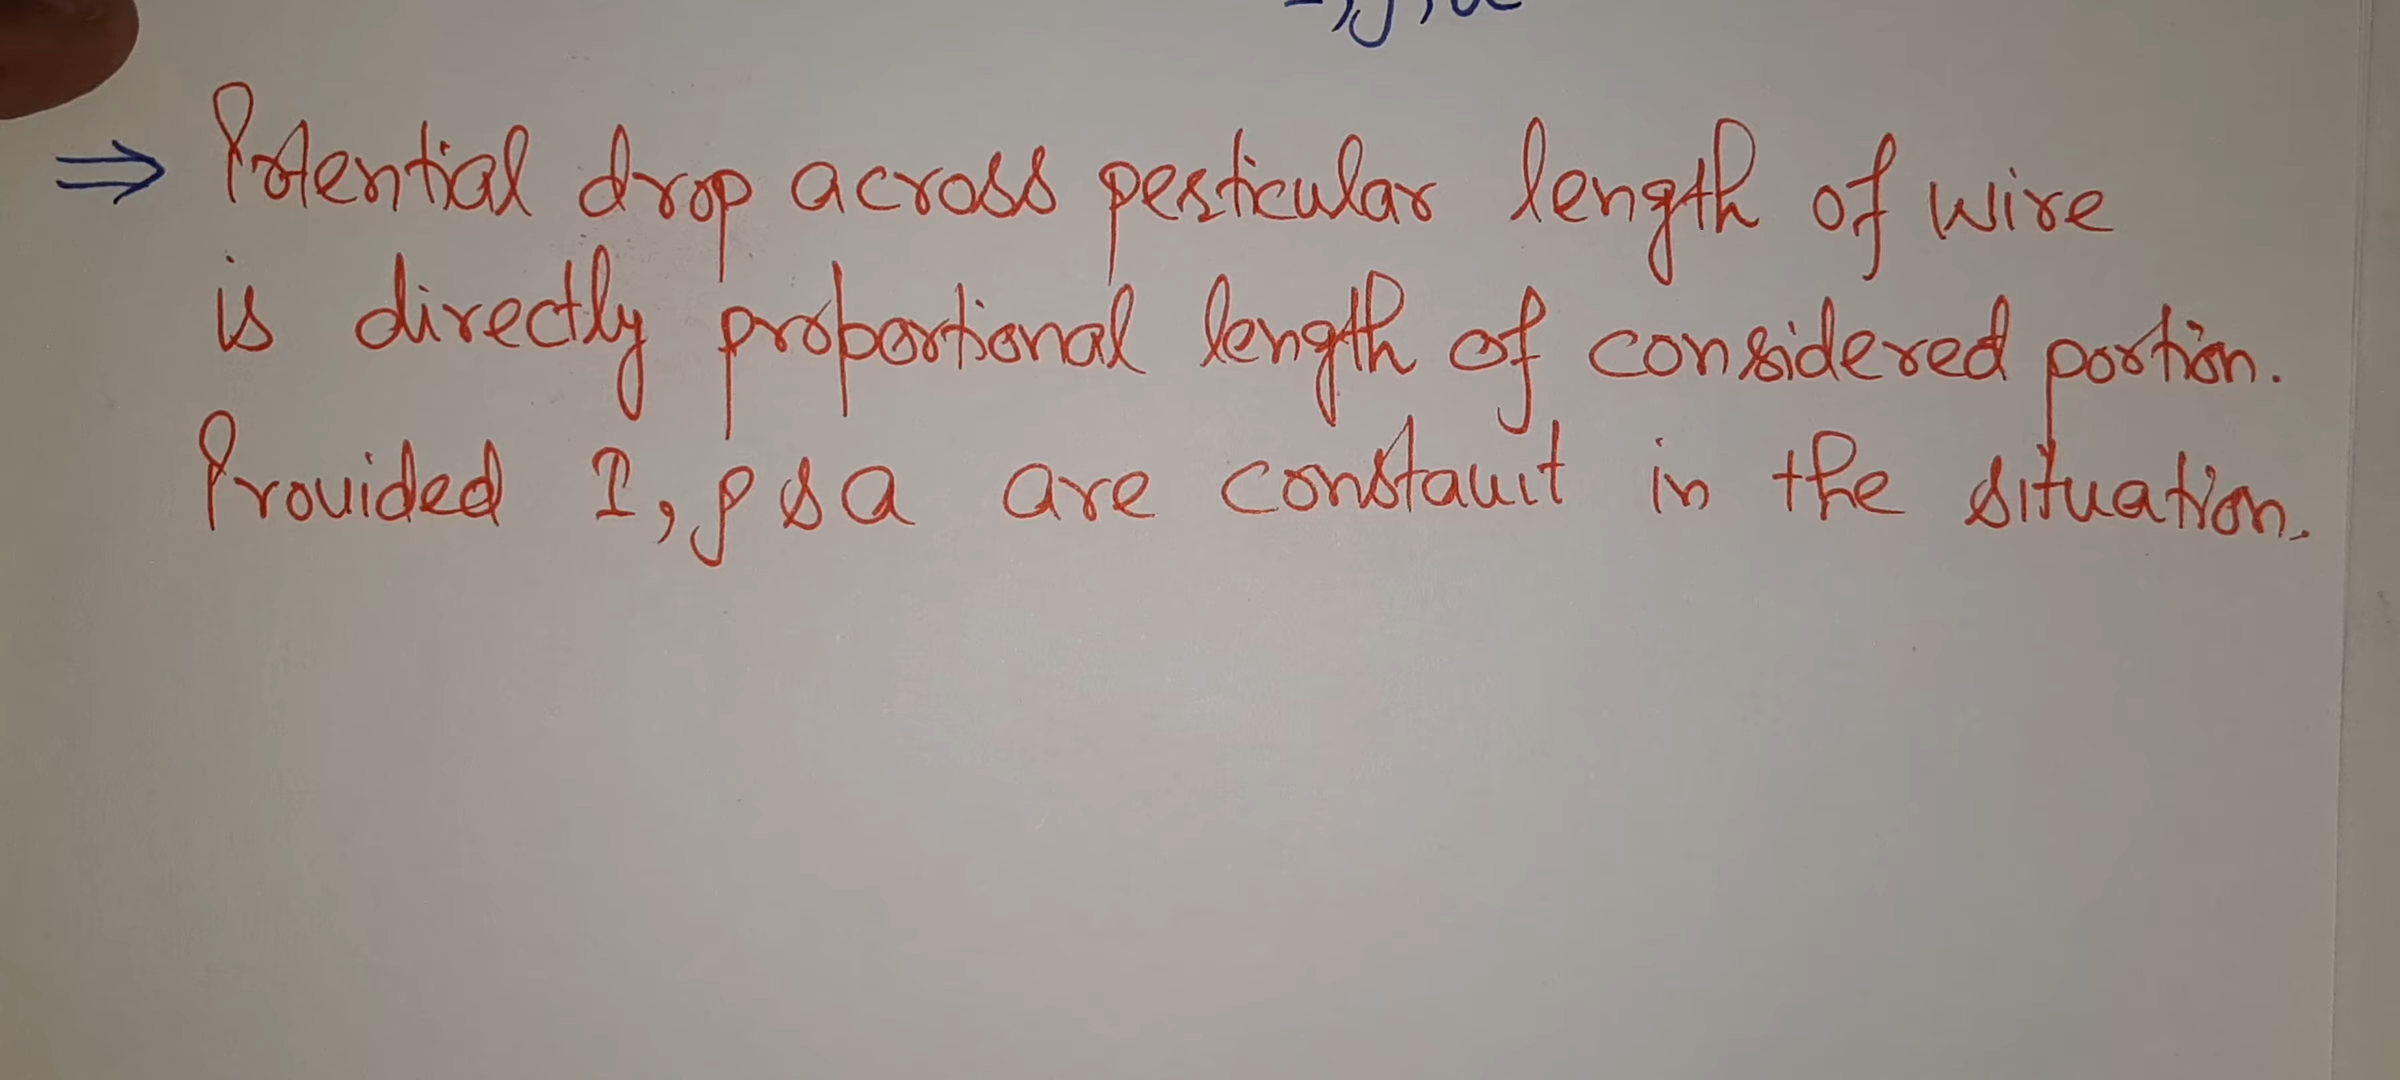 ⇒ Potential drop across perticular length of wire
is directly proportional length of considered portion.
Provided I, ρ & a are constant in the situation.